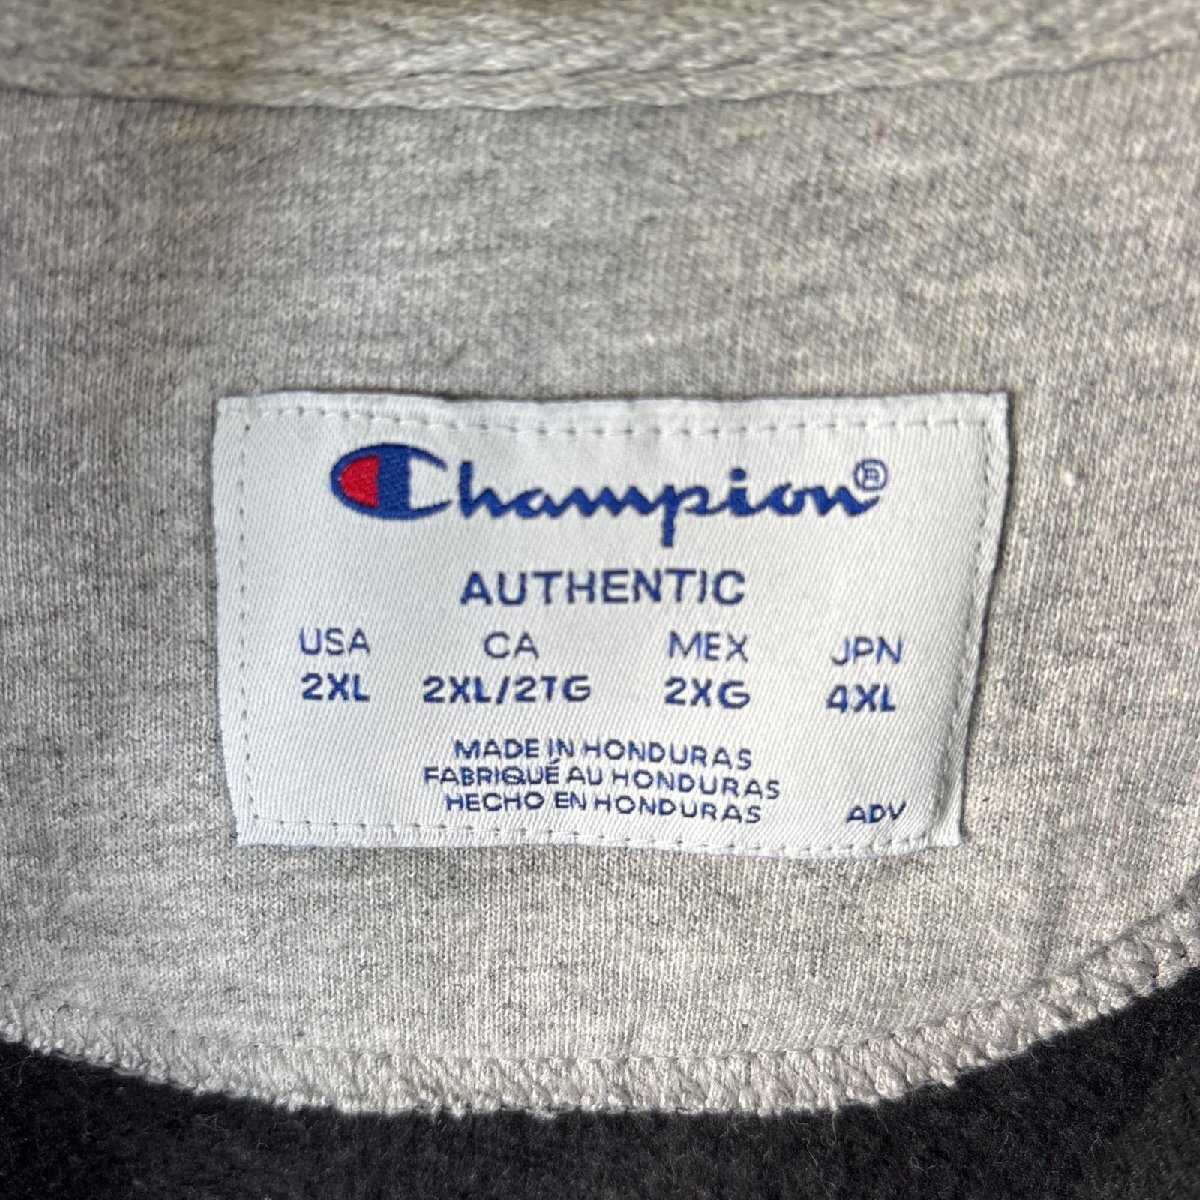 Champion®
AUTHENTIC
USA CA MEX JPN
2XL 2XL/2TG 2XG 4XL
MADE IN HONDURAS
FABRIQUÉ AU HONDURAS
HECHO EN HONDURAS ADV